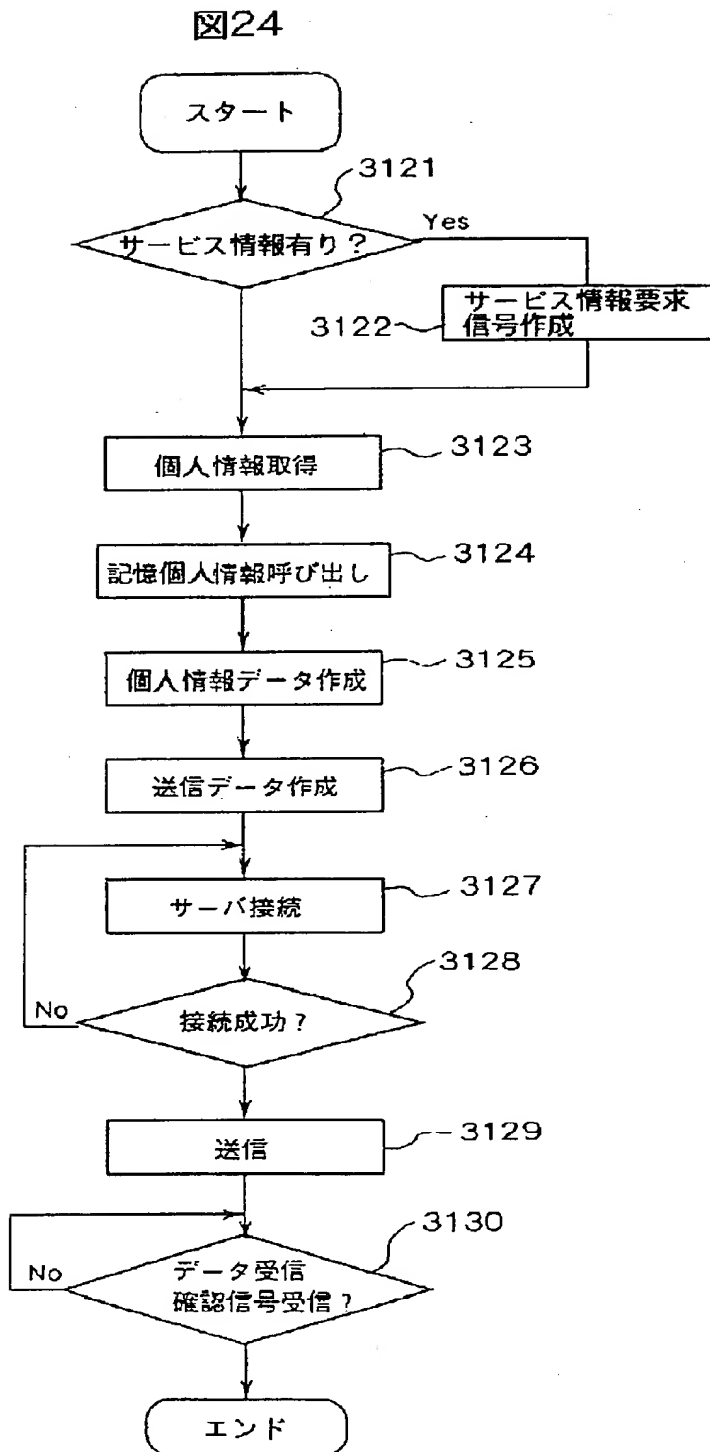 図24
スタート
3121
サービス情報有り?
Yes
サービス情報要求
信号作成
3122
個人情報取得
3123
記憶個人情報呼び出し
3124
個人情報データ作成
3125
送信データ作成
3126
サーバ接続
3127
接続成功?
3128
No
送信
3129
データ受信
確認信号受信?
3130
No
エンド